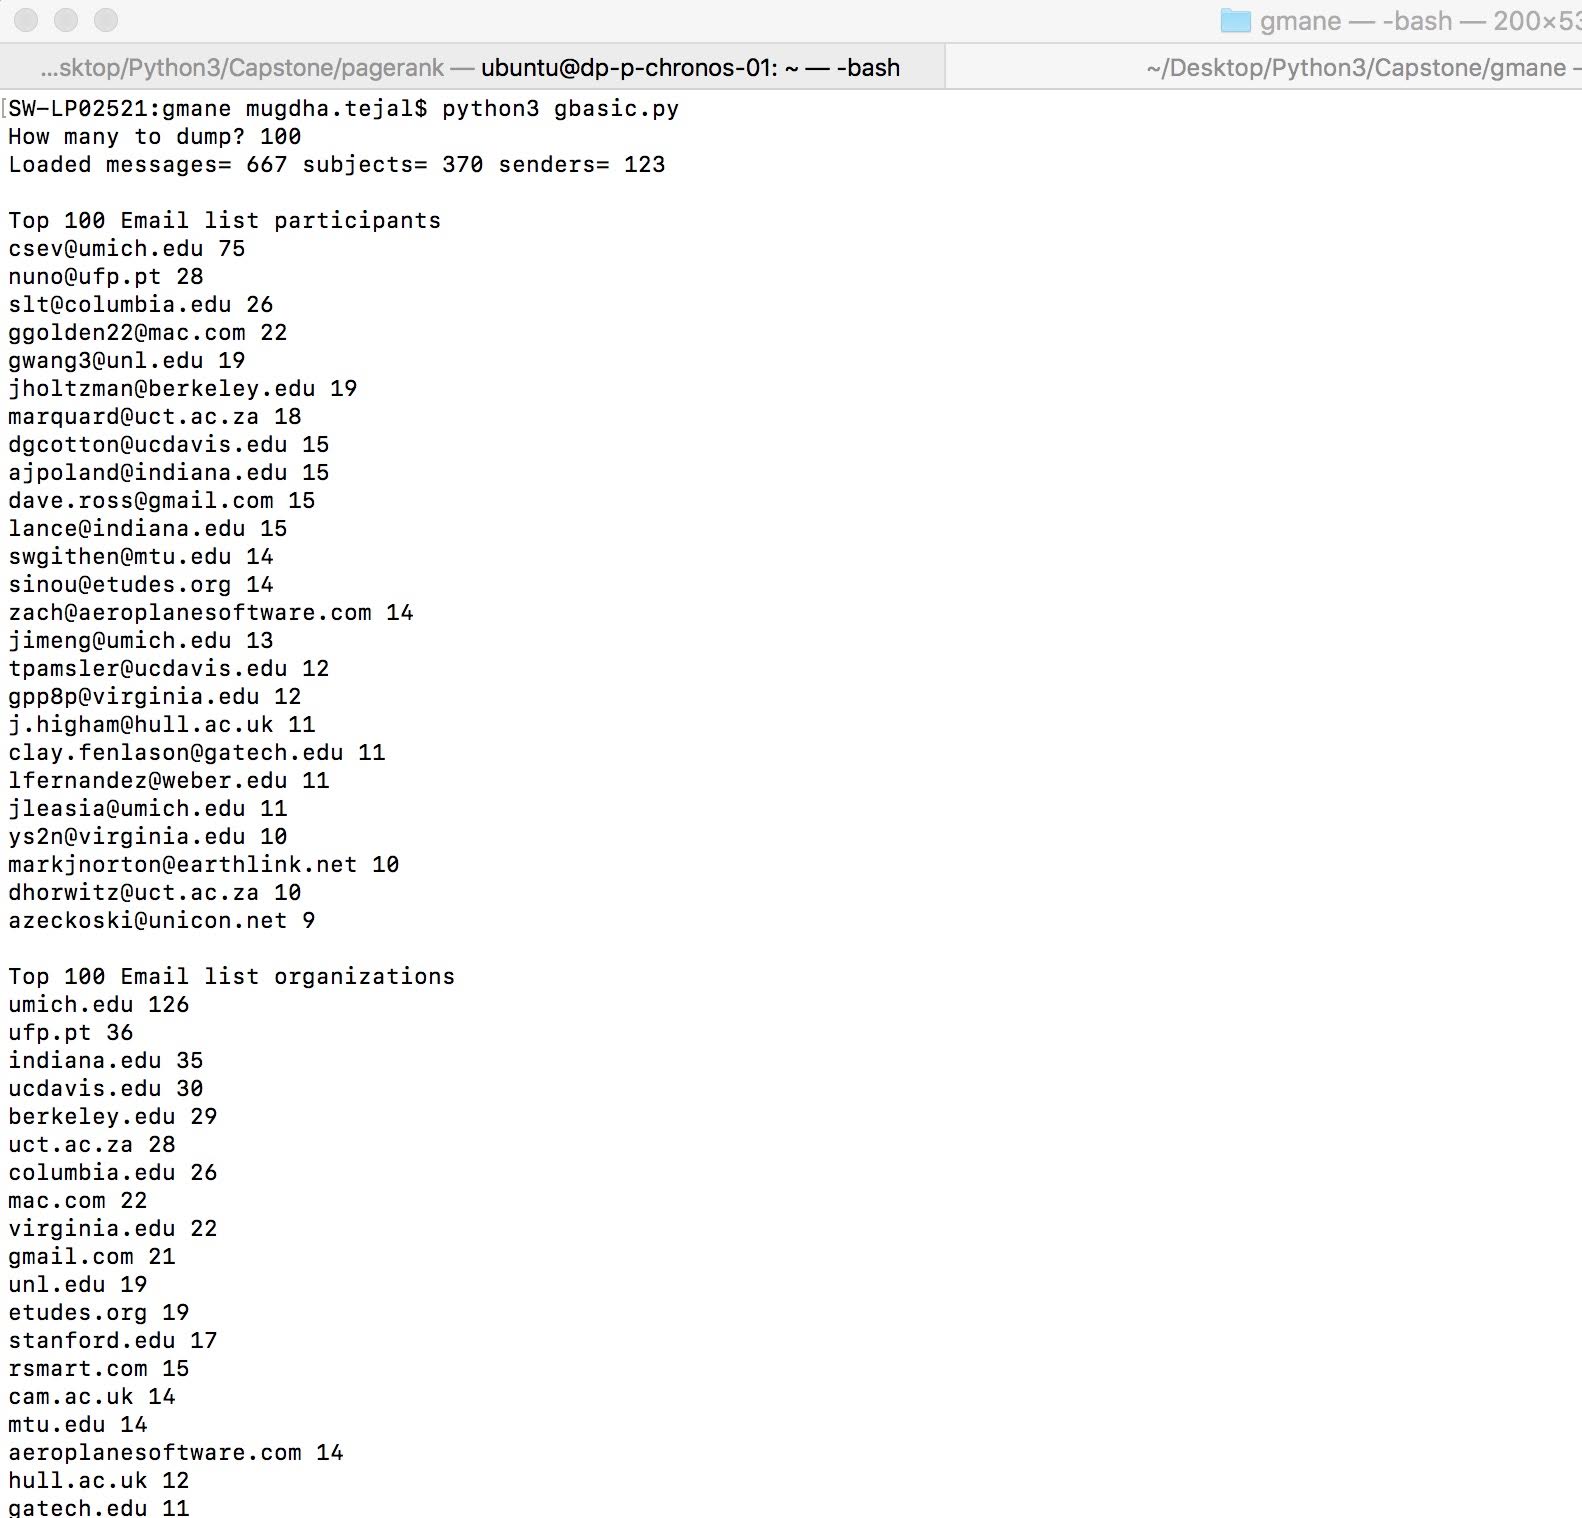 gmane — -bash — 200×53
...sktop/Python3/Capstone/pagerank — ubuntu@dp-p-chronos-01: ~ — -bash
~/Desktop/Python3/Capstone/gmane —
[SW-LP02521:gmane mugdha.tejal$ python3 gbasic.py
How many to dump? 100
Loaded messages= 667 subjects= 370 senders= 123
Top 100 Email list participants
csev@umich.edu 75
nuno@ufp.pt 28
slt@columbia.edu 26
ggolden22@mac.com 22
gwang3@unl.edu 19
jholtzman@berkeley.edu 19
marquard@uct.ac.za 18
dgcotton@ucdavis.edu 15
ajpoland@indiana.edu 15
dave.ross@gmail.com 15
lance@indiana.edu 15
swgithen@mtu.edu 14
sinou@etudes.org 14
zach@aeroplanesoftware.com 14
jimeng@umich.edu 13
tpamsler@ucdavis.edu 12
gpp8p@virginia.edu 12
j.higham@hull.ac.uk 11
clay.fenlason@gatech.edu 11
lfernandez@weber.edu 11
jleasia@umich.edu 11
ys2n@virginia.edu 10
markjnorton@earthlink.net 10
dhorwitz@uct.ac.za 10
azeckoski@unicon.net 9
Top 100 Email list organizations
umich.edu 126
ufp.pt 36
indiana.edu 35
ucdavis.edu 30
berkeley.edu 29
uct.ac.za 28
columbia.edu 26
mac.com 22
virginia.edu 22
gmail.com 21
unl.edu 19
etudes.org 19
stanford.edu 17
rsmart.com 15
cam.ac.uk 14
mtu.edu 14
aeroplanesoftware.com 14
hull.ac.uk 12
gatech.edu 11